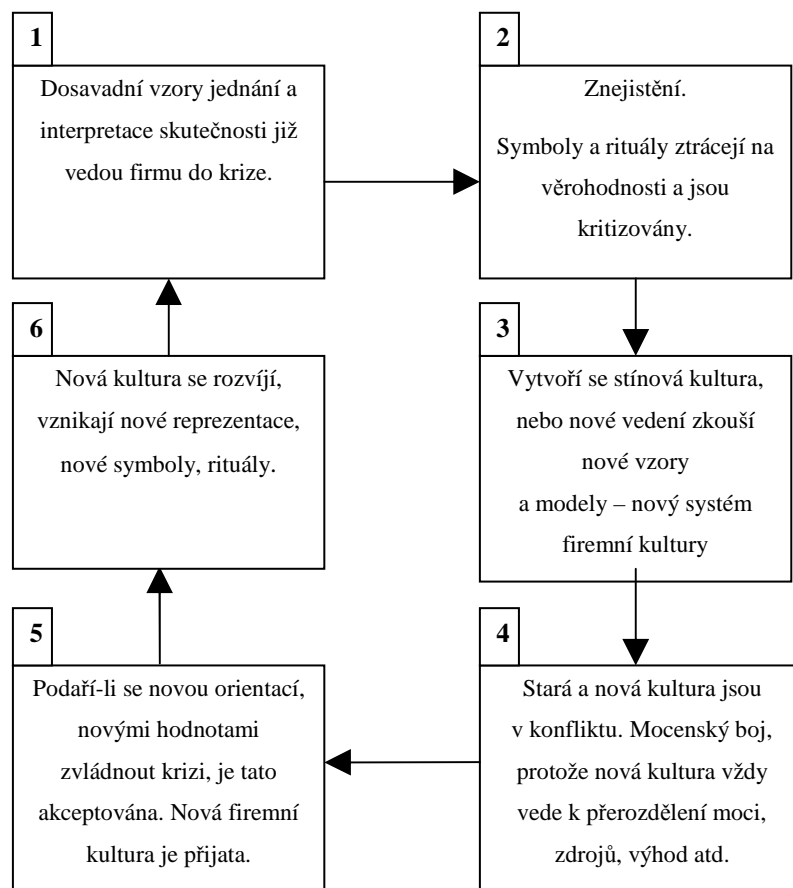 1
Dosavadní vzory jednání a
interpretace skutečnosti již
vedou firmu do krize.
2
Znejistění.
Symboly a rituály ztrácejí na
věrohodnosti a jsou
kritizovány.
3
Vytvoří se stínová kultura,
nebo nové vedení zkouší
nové vzory
a modely – nový systém
firemní kultury
4
Stará a nová kultura jsou
v konfliktu. Mocenský boj,
protože nová kultura vždy
vede k přerozdělení moci,
zdrojů, výhod atd.
5
Podaří-li se novou orientací,
novými hodnotami
zvládnout krizi, je tato
akceptována. Nová firemní
kultura je přijata.
6
Nová kultura se rozvíjí,
vznikají nové reprezentace,
nové symboly, rituály.